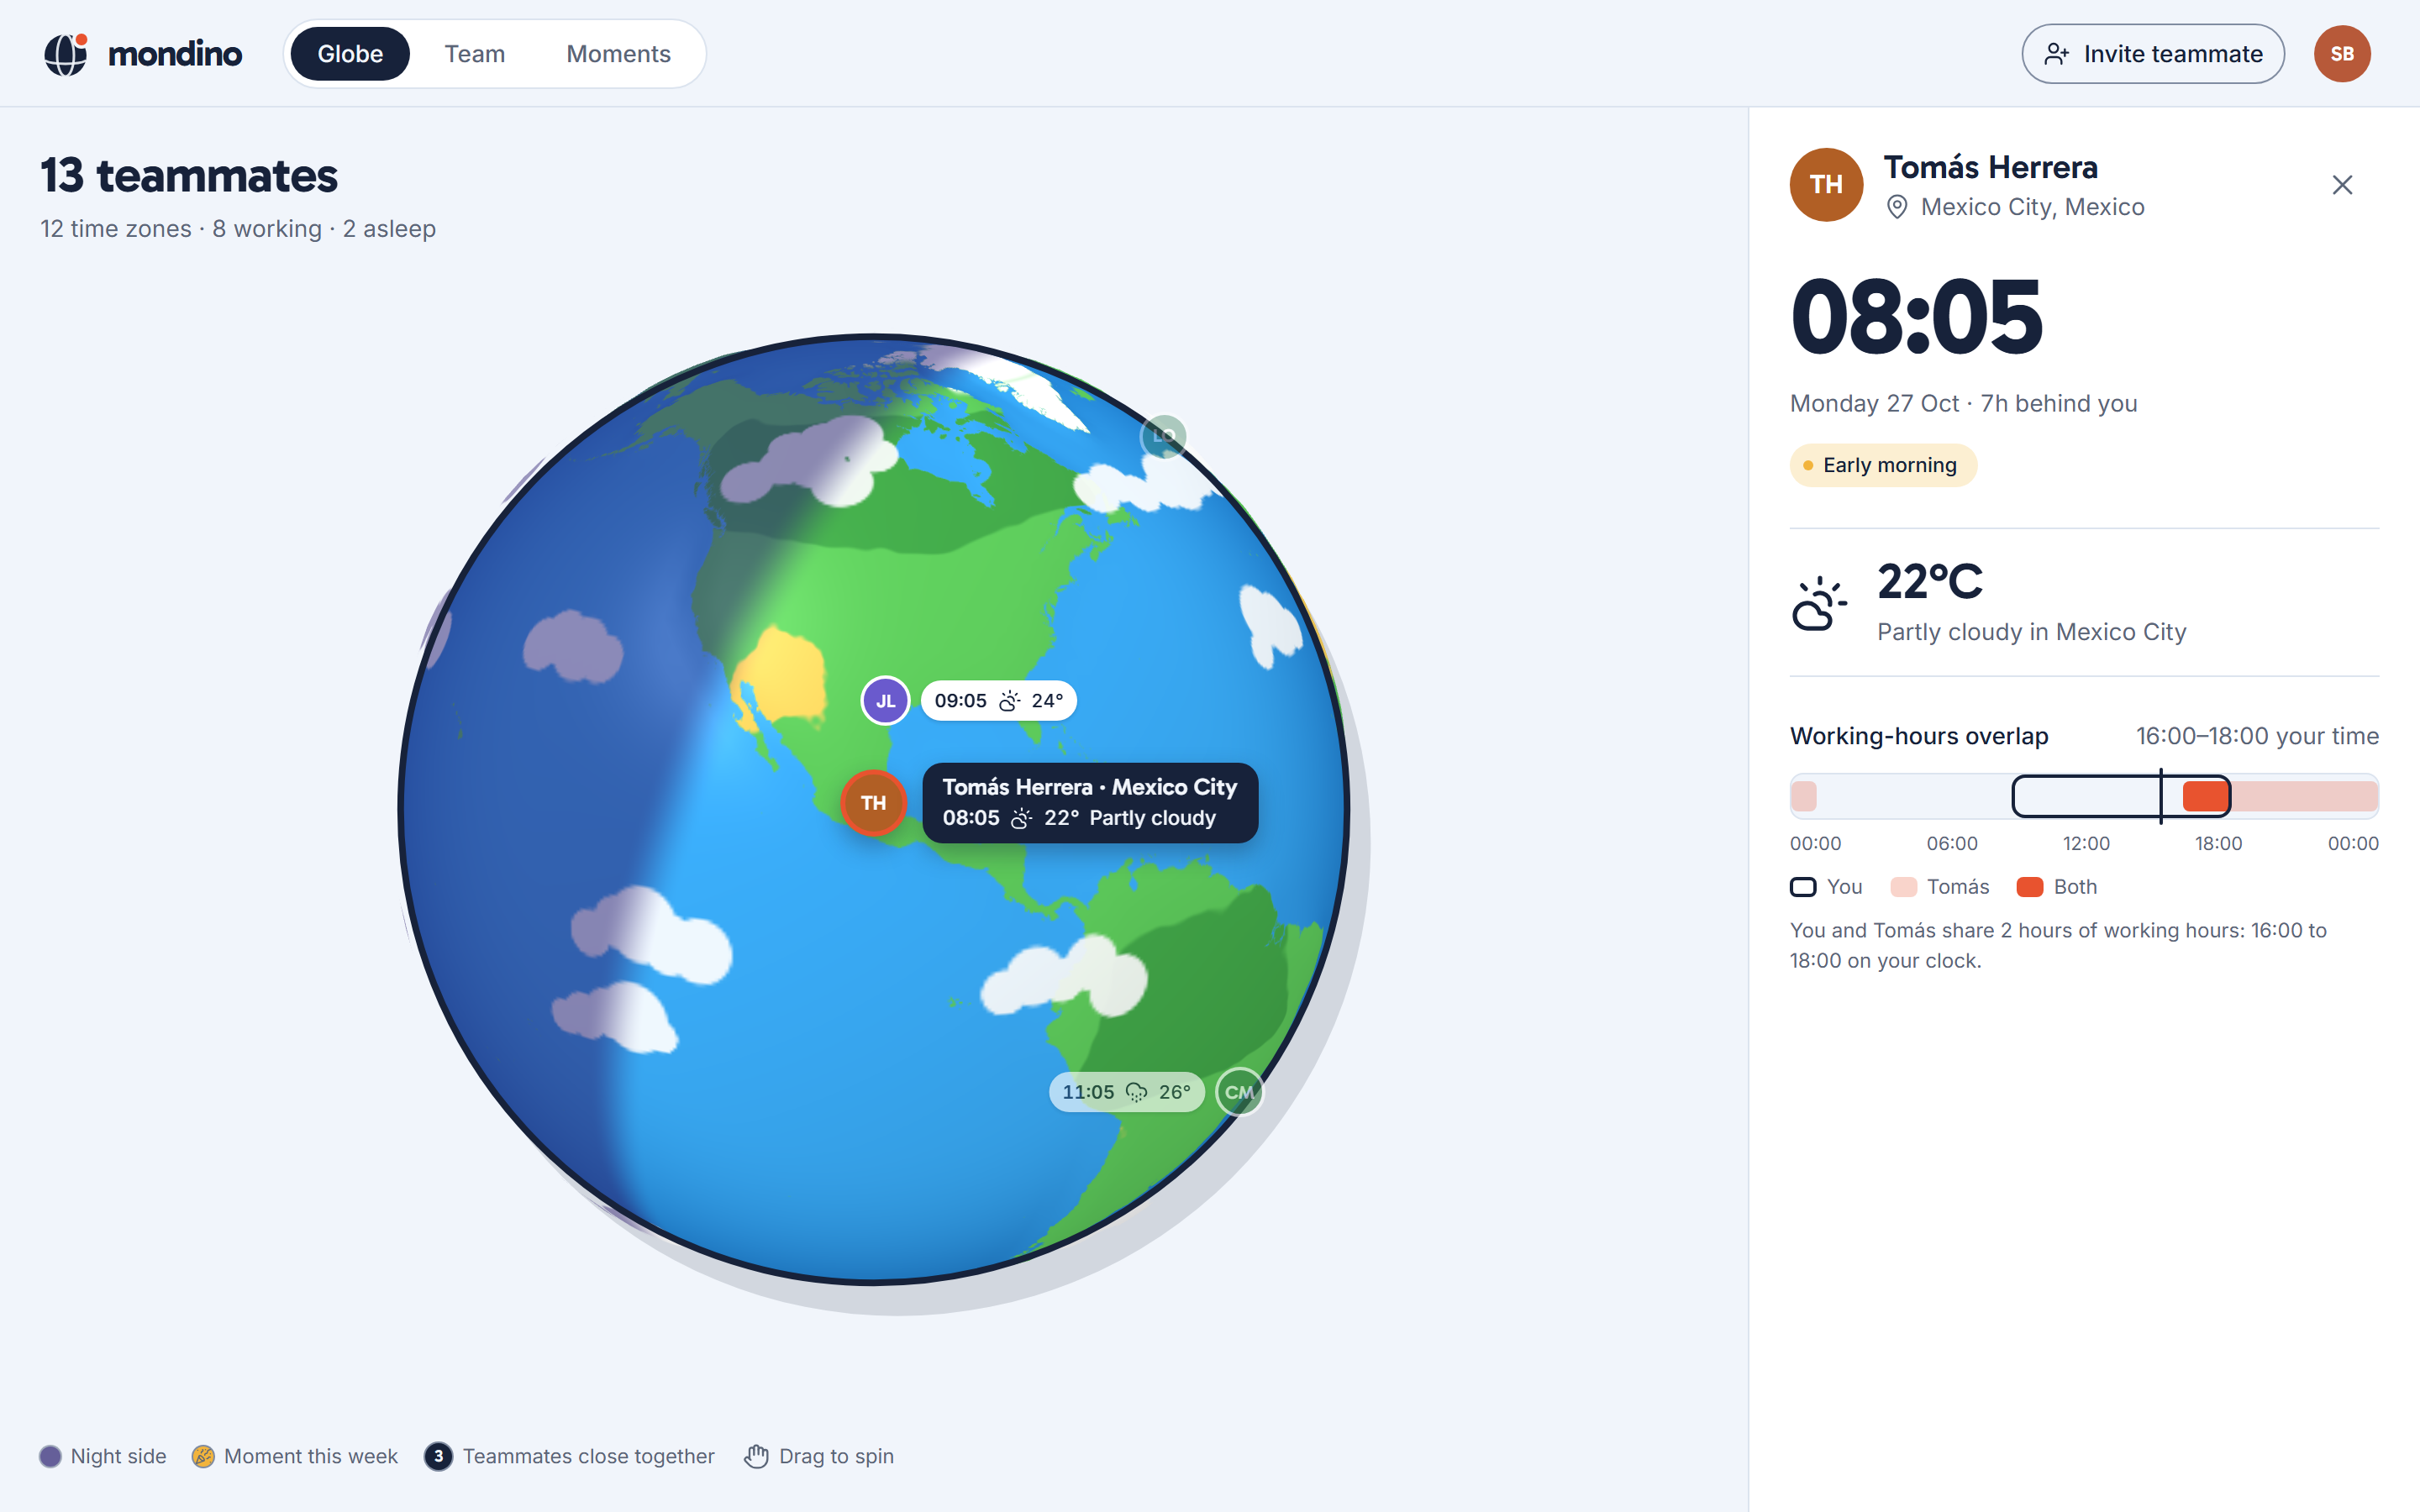 mondino
Globe
Team
Moments
Invite teammate
SB
13 teammates
12 time zones · 8 working · 2 asleep
LO
JL
09:05 24°
TH
Tomás Herrera · Mexico City
08:05 22° Partly cloudy
11:05 26°
CM
Night side
Moment this week
3 Teammates close together
Drag to spin
TH
Tomás Herrera
Mexico City, Mexico
08:05
Monday 27 Oct · 7h behind you
Early morning
22°C
Partly cloudy in Mexico City
Working-hours overlap 16:00–18:00 your time
00:00 06:00 12:00 18:00 00:00
You Tomás Both
You and Tomás share 2 hours of working hours: 16:00 to
18:00 on your clock.